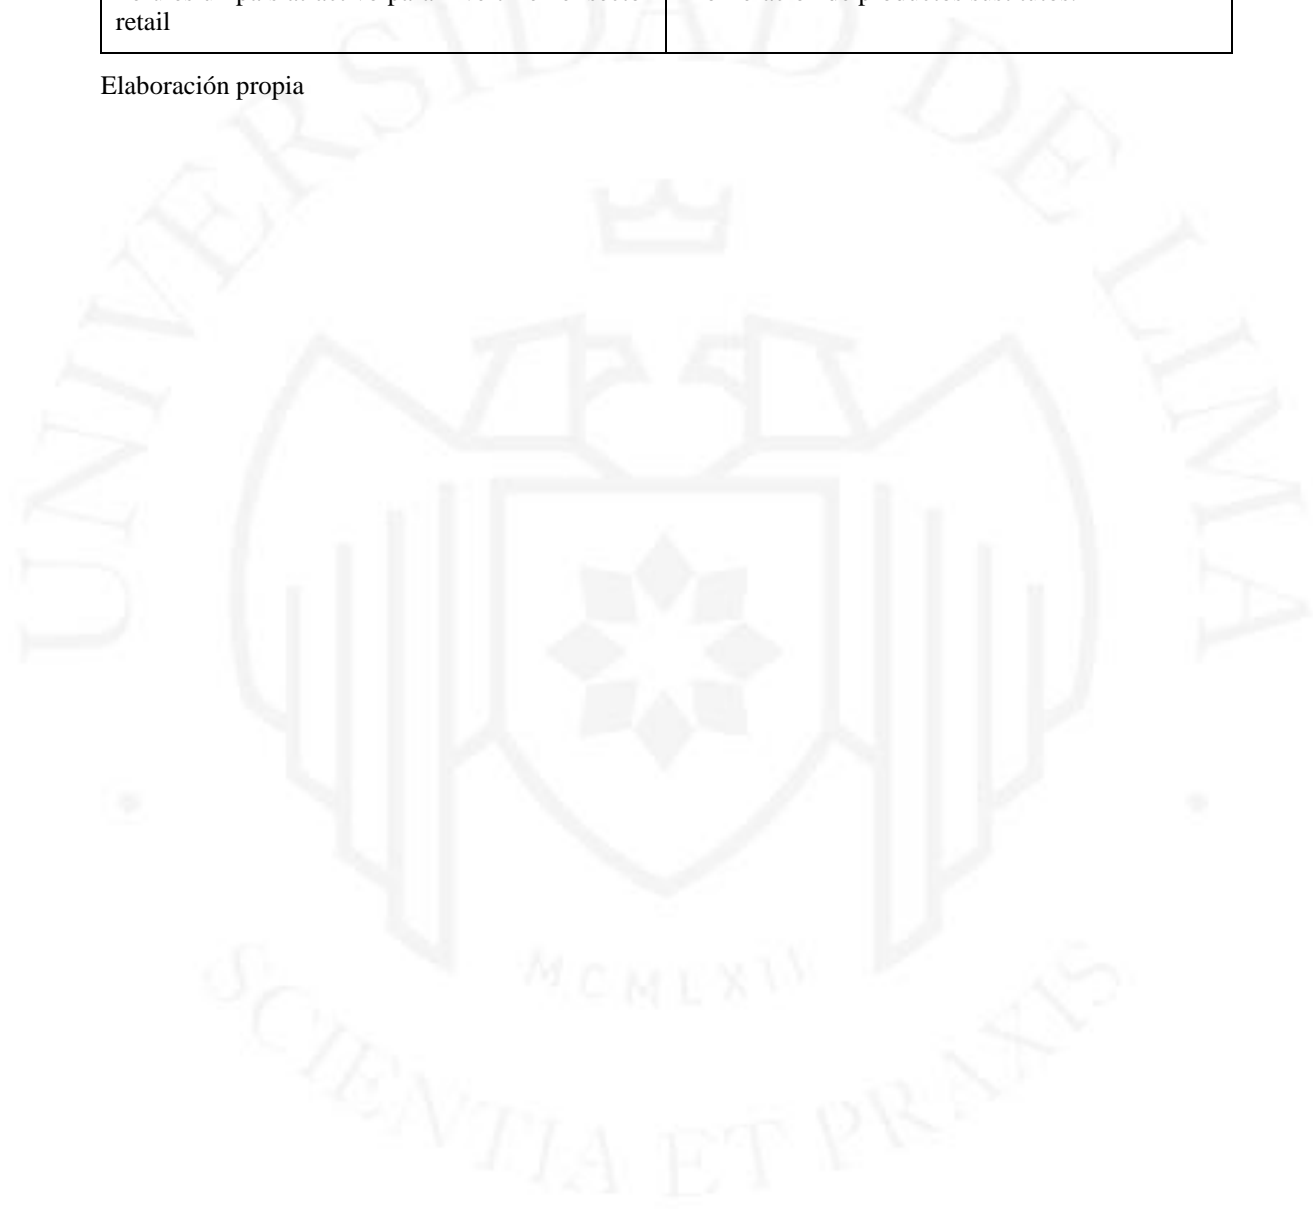 retail
Elaboración propia
UNIVERSIDAD DE LIMA
MCMLXII
SCIENTIA ET PRAXIS